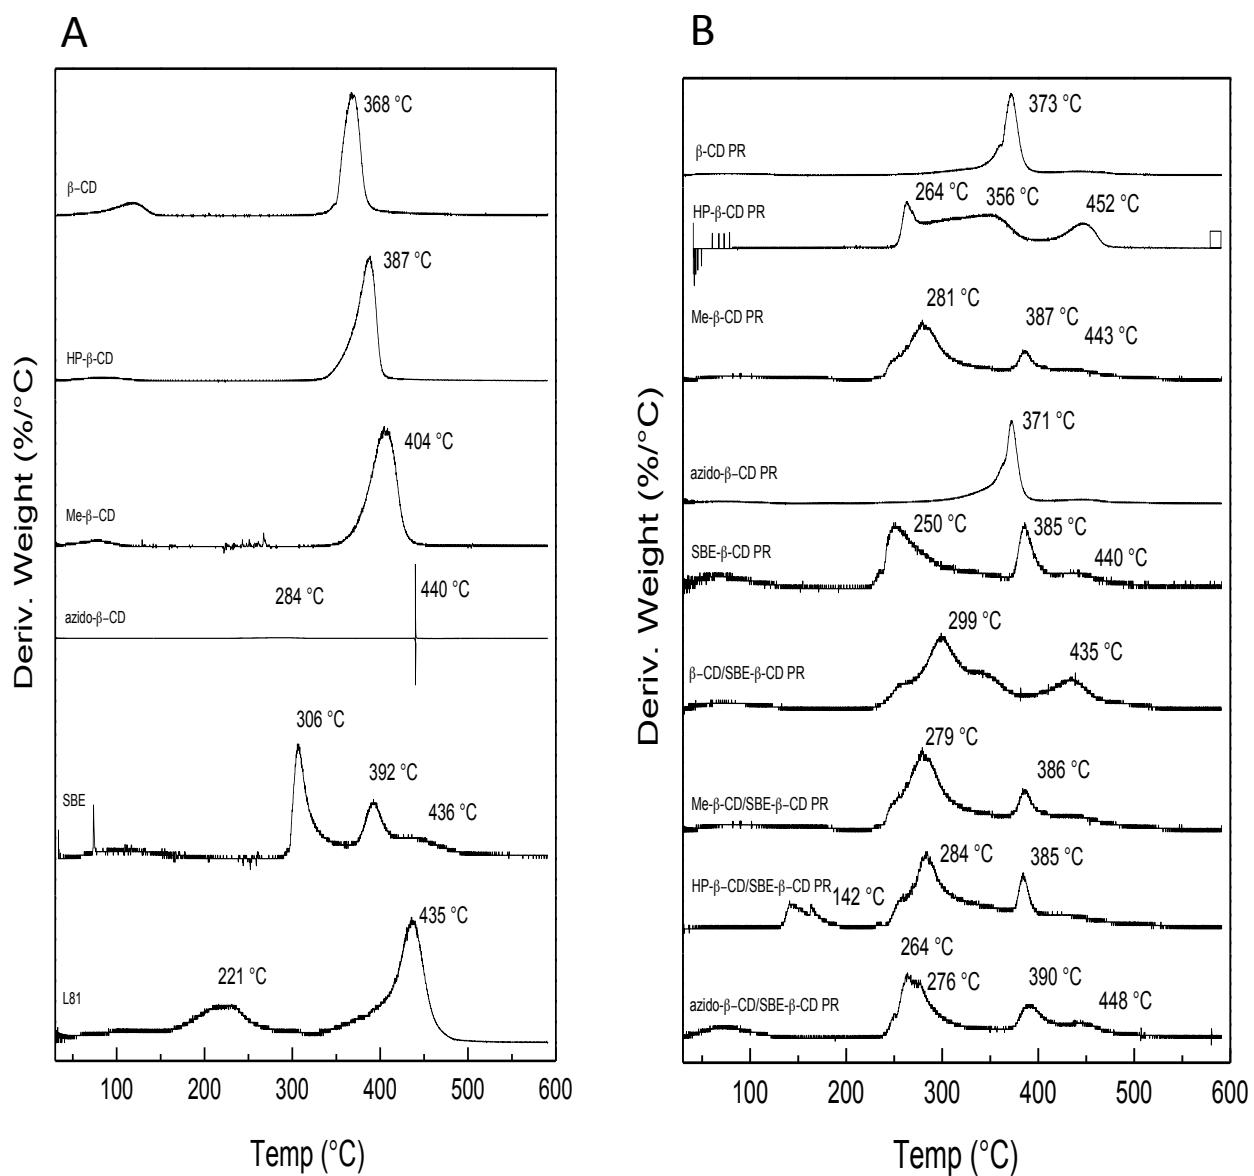 A
368 °C
β−CD
387 °C
HP-β-CD
404 °C
Me-β−CD
284 °C
440 °C
azido-β−CD
306 °C
392 °C
436 °C
SBE
435 °C
221 °C
L81
100 200 300 400 500 600
Temp (°C)
Deriv. Weight (%/°C)
B
373 °C
β-CD PR
264 °C 356 °C 452 °C
HP-β-CD PR
281 °C
387 °C
443 °C
Me-β-CD PR
371 °C
azido-β−CD PR
250 °C 385 °C
440 °C
SBE-β-CD PR
299 °C
435 °C
β−CD/SBE-β-CD PR
279 °C
386 °C
Me-β-CD/SBE-β−CD PR
284 °C 385 °C
HP-β−CD/SBE-β−CD PR
142 °C
264 °C
276 °C 390 °C
448 °C
azido-β−CD/SBE-β-CD PR
100 200 300 400 500 600
Temp (°C)
Deriv. Weight (%/°C)